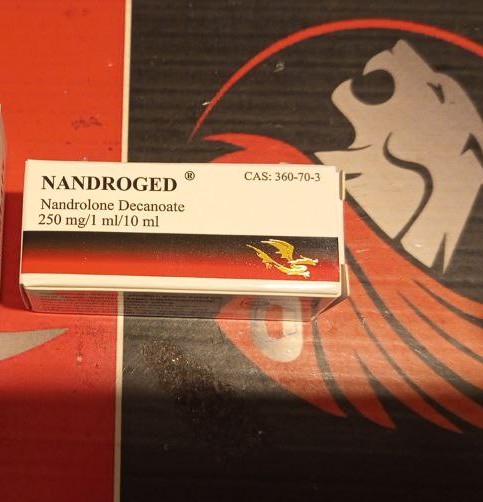 NANDROGED ®
CAS: 360-70-3
Nandrolone Decanoate
250 mg/1 ml/10 ml